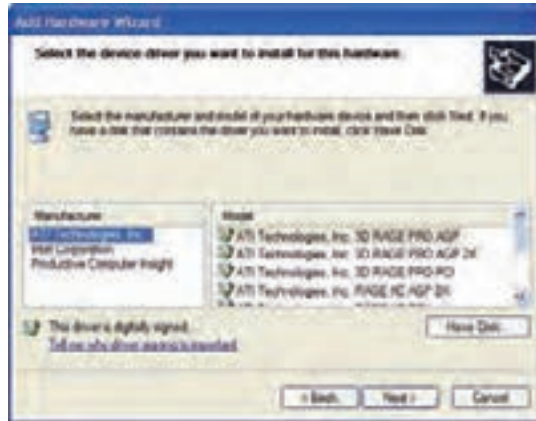 Add Hardware Wizard
Select the device driver you want to install for this hardware.
Select the manufacturer and model of your hardware device and then click Next. If you
have a disk that contains the driver you want to install, click Have Disk.
Manufacturer
ATI Technologies, Inc.
Intel Corporation
Productive Computer Insight
Model
ATI Technologies, Inc. 3D RAGE PRO AGP
ATI Technologies, Inc. 3D RAGE PRO AGP 2X
ATI Technologies, Inc. 3D RAGE PRO PCI
ATI Technologies, Inc. RAGE XC AGP 2X
This driver is digitally signed.
Tell me why driver signing is important
Have Disk...
< Back
Next >
Cancel